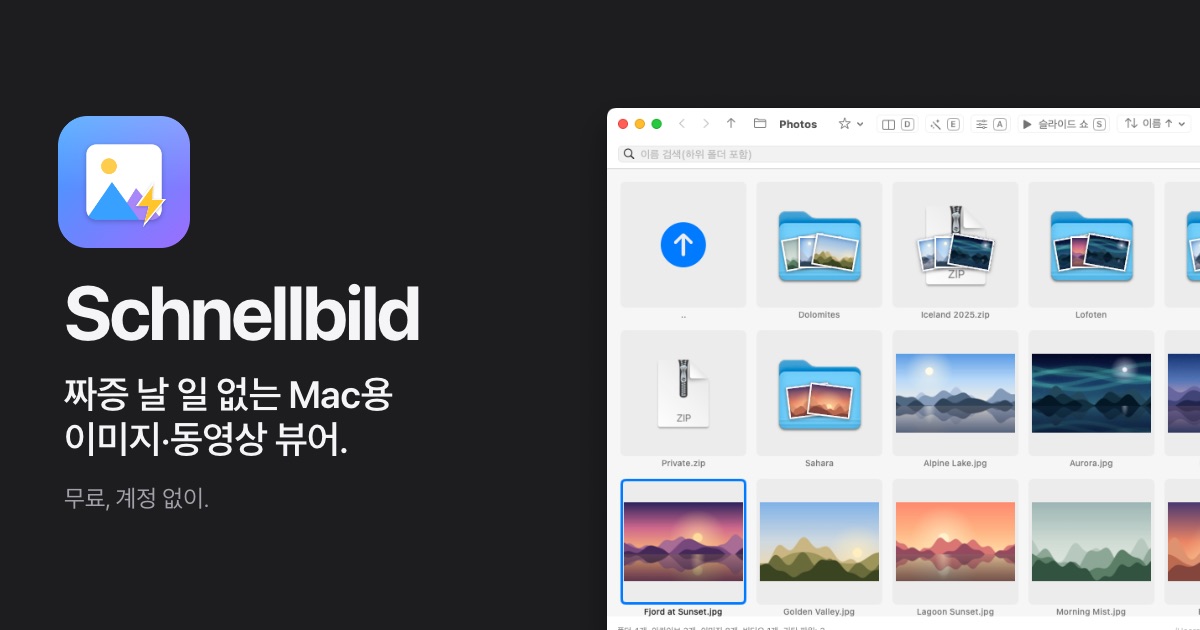 Schnellbild
짜증 날 일 없는 Mac용
이미지·동영상 뷰어.
무료, 계정 없이.
Photos
D
E
A
슬라이드 쇼 S
이름
이름 검색(하위 폴더 포함)
ZIP
..
Dolomites
Iceland 2025.zip
Lofoten
ZIP
Private.zip
Sahara
Alpine Lake.jpg
Aurora.jpg
Fjord at Sunset.jpg
Golden Valley.jpg
Lagoon Sunset.jpg
Morning Mist.jpg